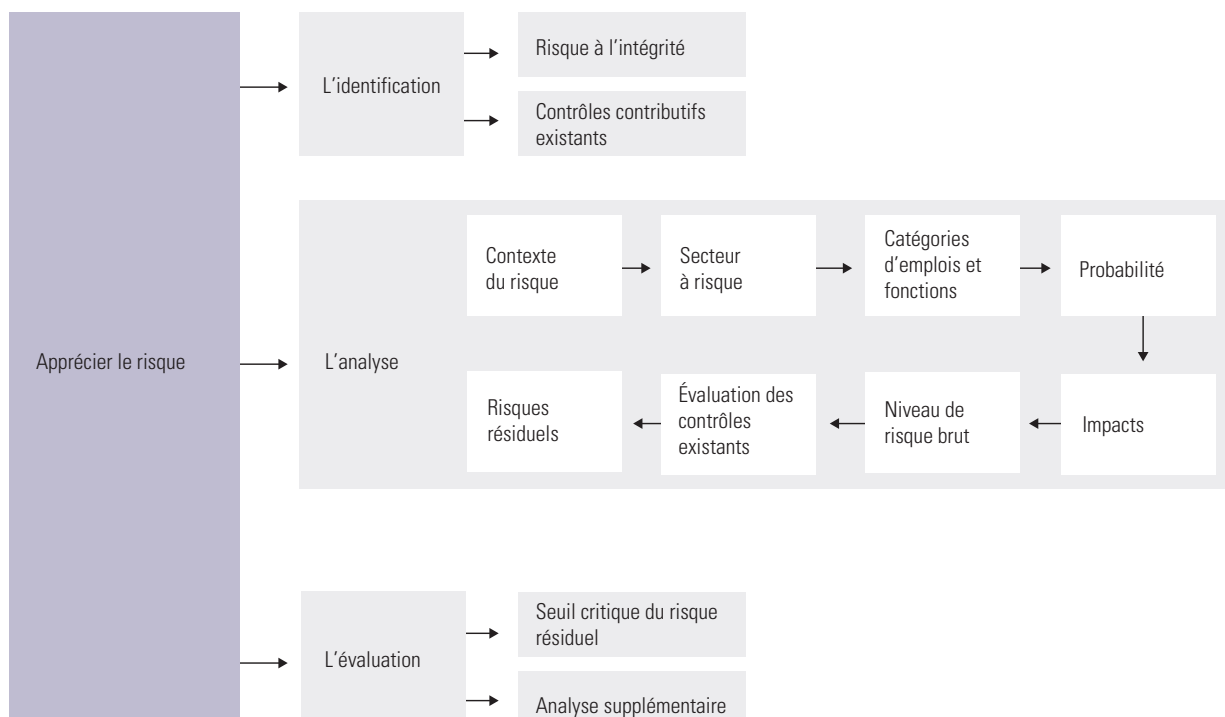 Apprécier le risque
L'identification
Risque à l'intégrité
Contrôles contributifs
existants
L'analyse
Contexte
du risque
Secteur
à risque
Catégories
d'emplois et
fonctions
Probabilité
Impacts
Niveau de
risque brut
Évaluation des
contrôles
existants
Risques
résiduels
L'évaluation
Seuil critique du risque
résiduel
Analyse supplémentaire